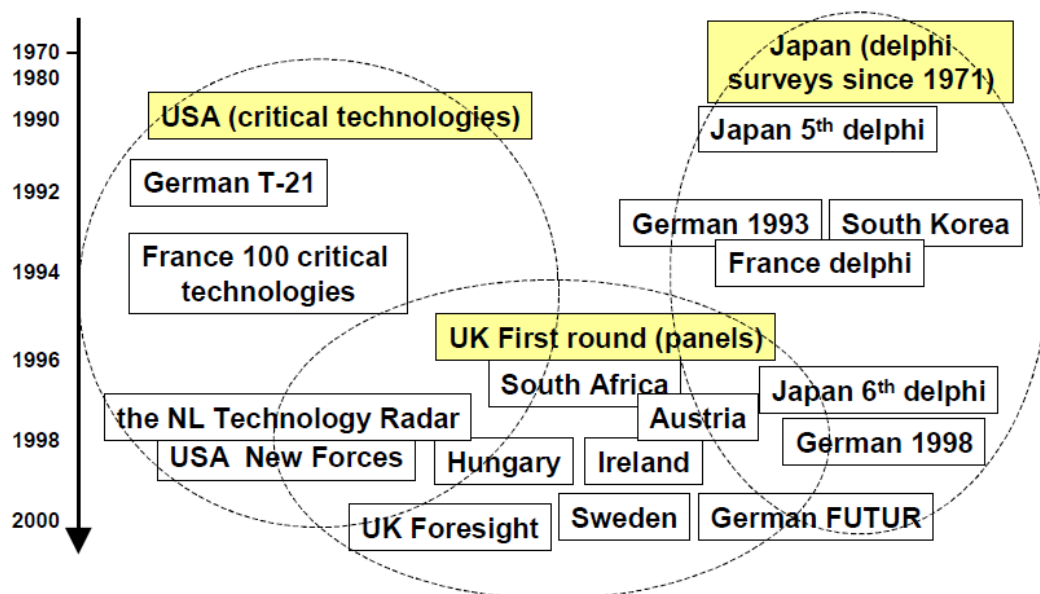 1970
1980
1990
1992
1994
1996
1998
2000
Japan (delphi
surveys since 1971)
USA (critical technologies)
Japan 5th delphi
German T-21
German 1993
South Korea
France 100 critical
technologies
France delphi
UK First round (panels)
South Africa
Japan 6th delphi
the NL Technology Radar
Austria
German 1998
USA New Forces
Hungary
Ireland
UK Foresight
Sweden
German FUTUR